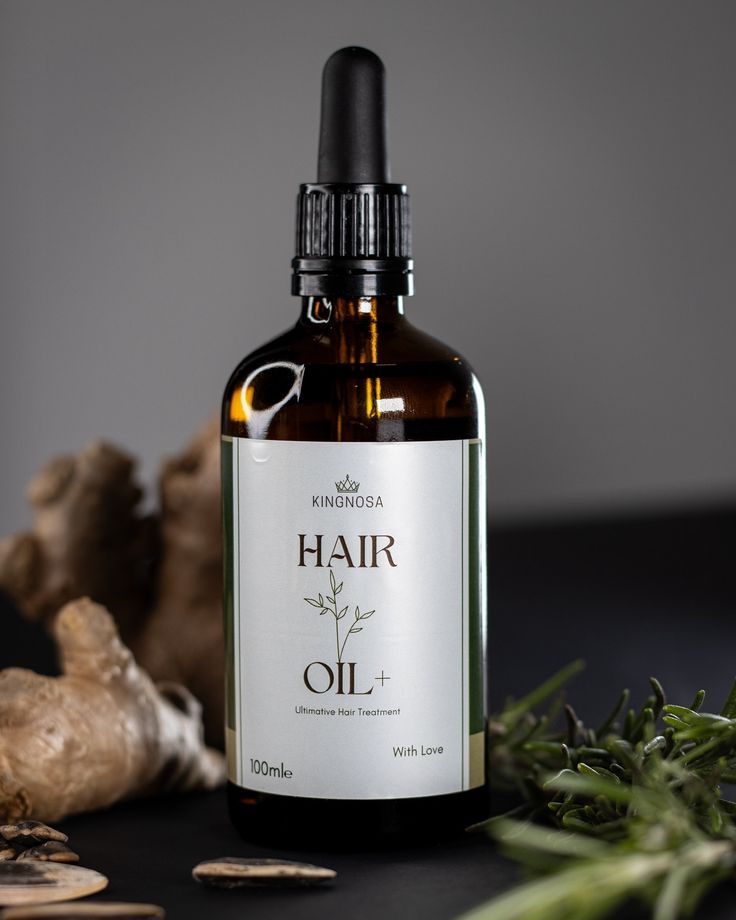 KINGNOSA
HAIR
OIL+
Ultimative Hair Treatment
With Love
100mle